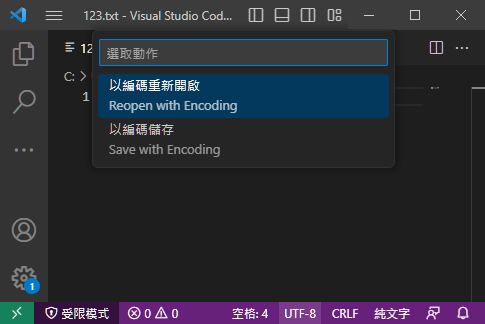 123.txt - Visual Studio Cod...
選取動作
12
C:
以編碼重新開啟
Reopen with Encoding
以編碼儲存
Save with Encoding
1
1
受限模式 0 0 空格: 4 UTF-8 CRLF 純文字